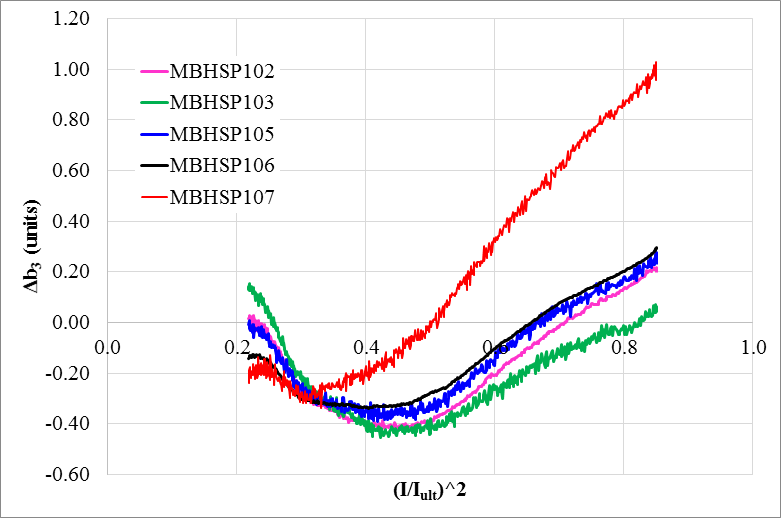 1.20
1.00
0.80
0.60
0.40
0.20
0.00
-0.20
-0.40
-0.60
0.0 0.2 0.4 0.6 0.8 1.0
MBHSP102
MBHSP103
MBHSP105
MBHSP106
MBHSP107
Δb₃ (units)
(I/Iult)^2